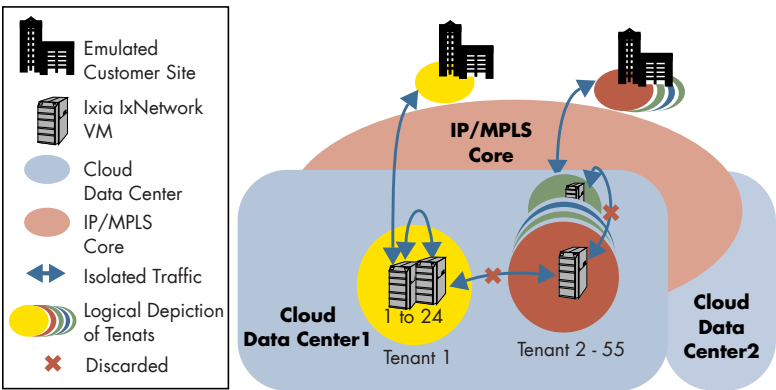 Emulated
Customer Site
Ixia IxNetwork
VM
Cloud
Data Center
IP/MPLS
Core
Isolated Traffic
Logical Depiction
of Tenats
Discarded
IP/MPLS
Core
1 to 24
Cloud
Data Center1
Tenant 1
Tenant 2 - 55
Cloud
Data
Center2